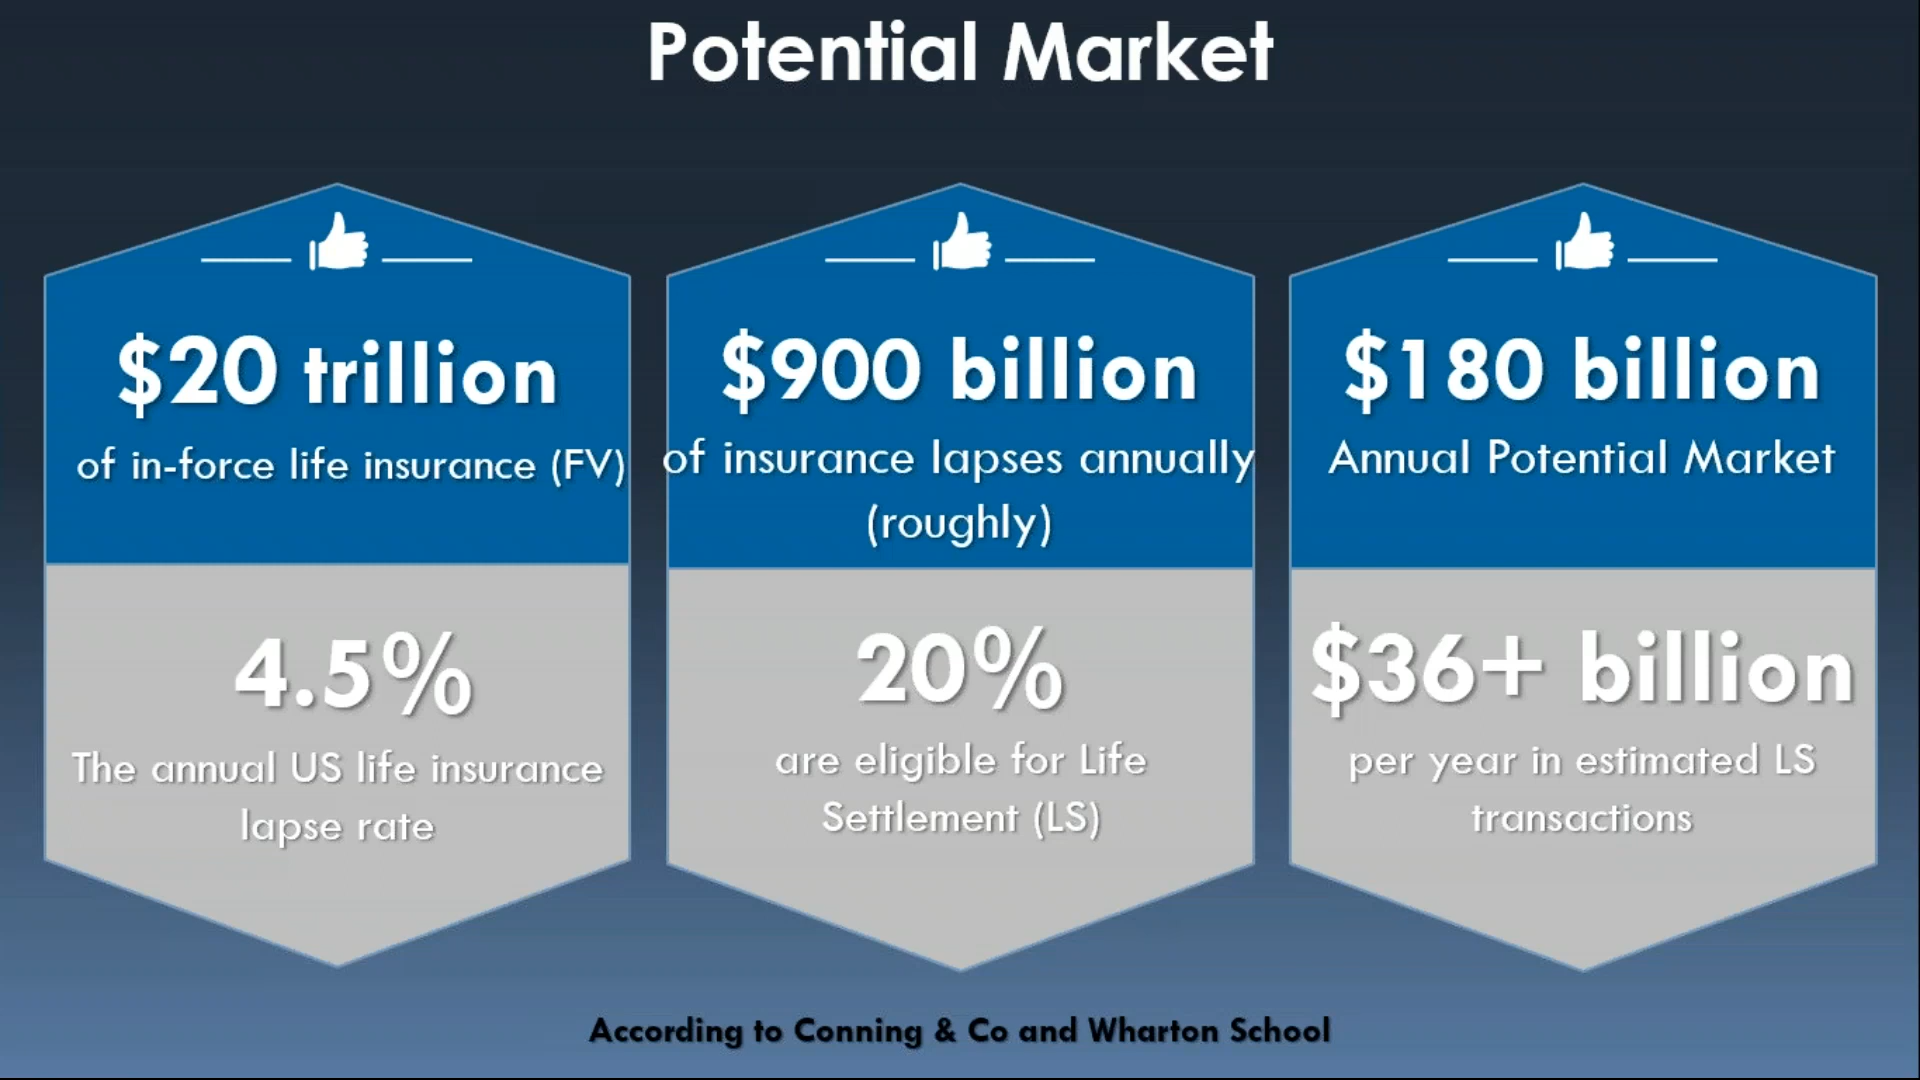 Potential Market
$20 trillion
of in-force life insurance (FV)
4.5%
The annual US life insurance
lapse rate
$900 billion
of insurance lapses annually
(roughly)
20%
are eligible for Life
Settlement (LS)
$180 billion
Annual Potential Market
$36+ billion
per year in estimated LS
transactions
According to Conning & Co and Wharton School